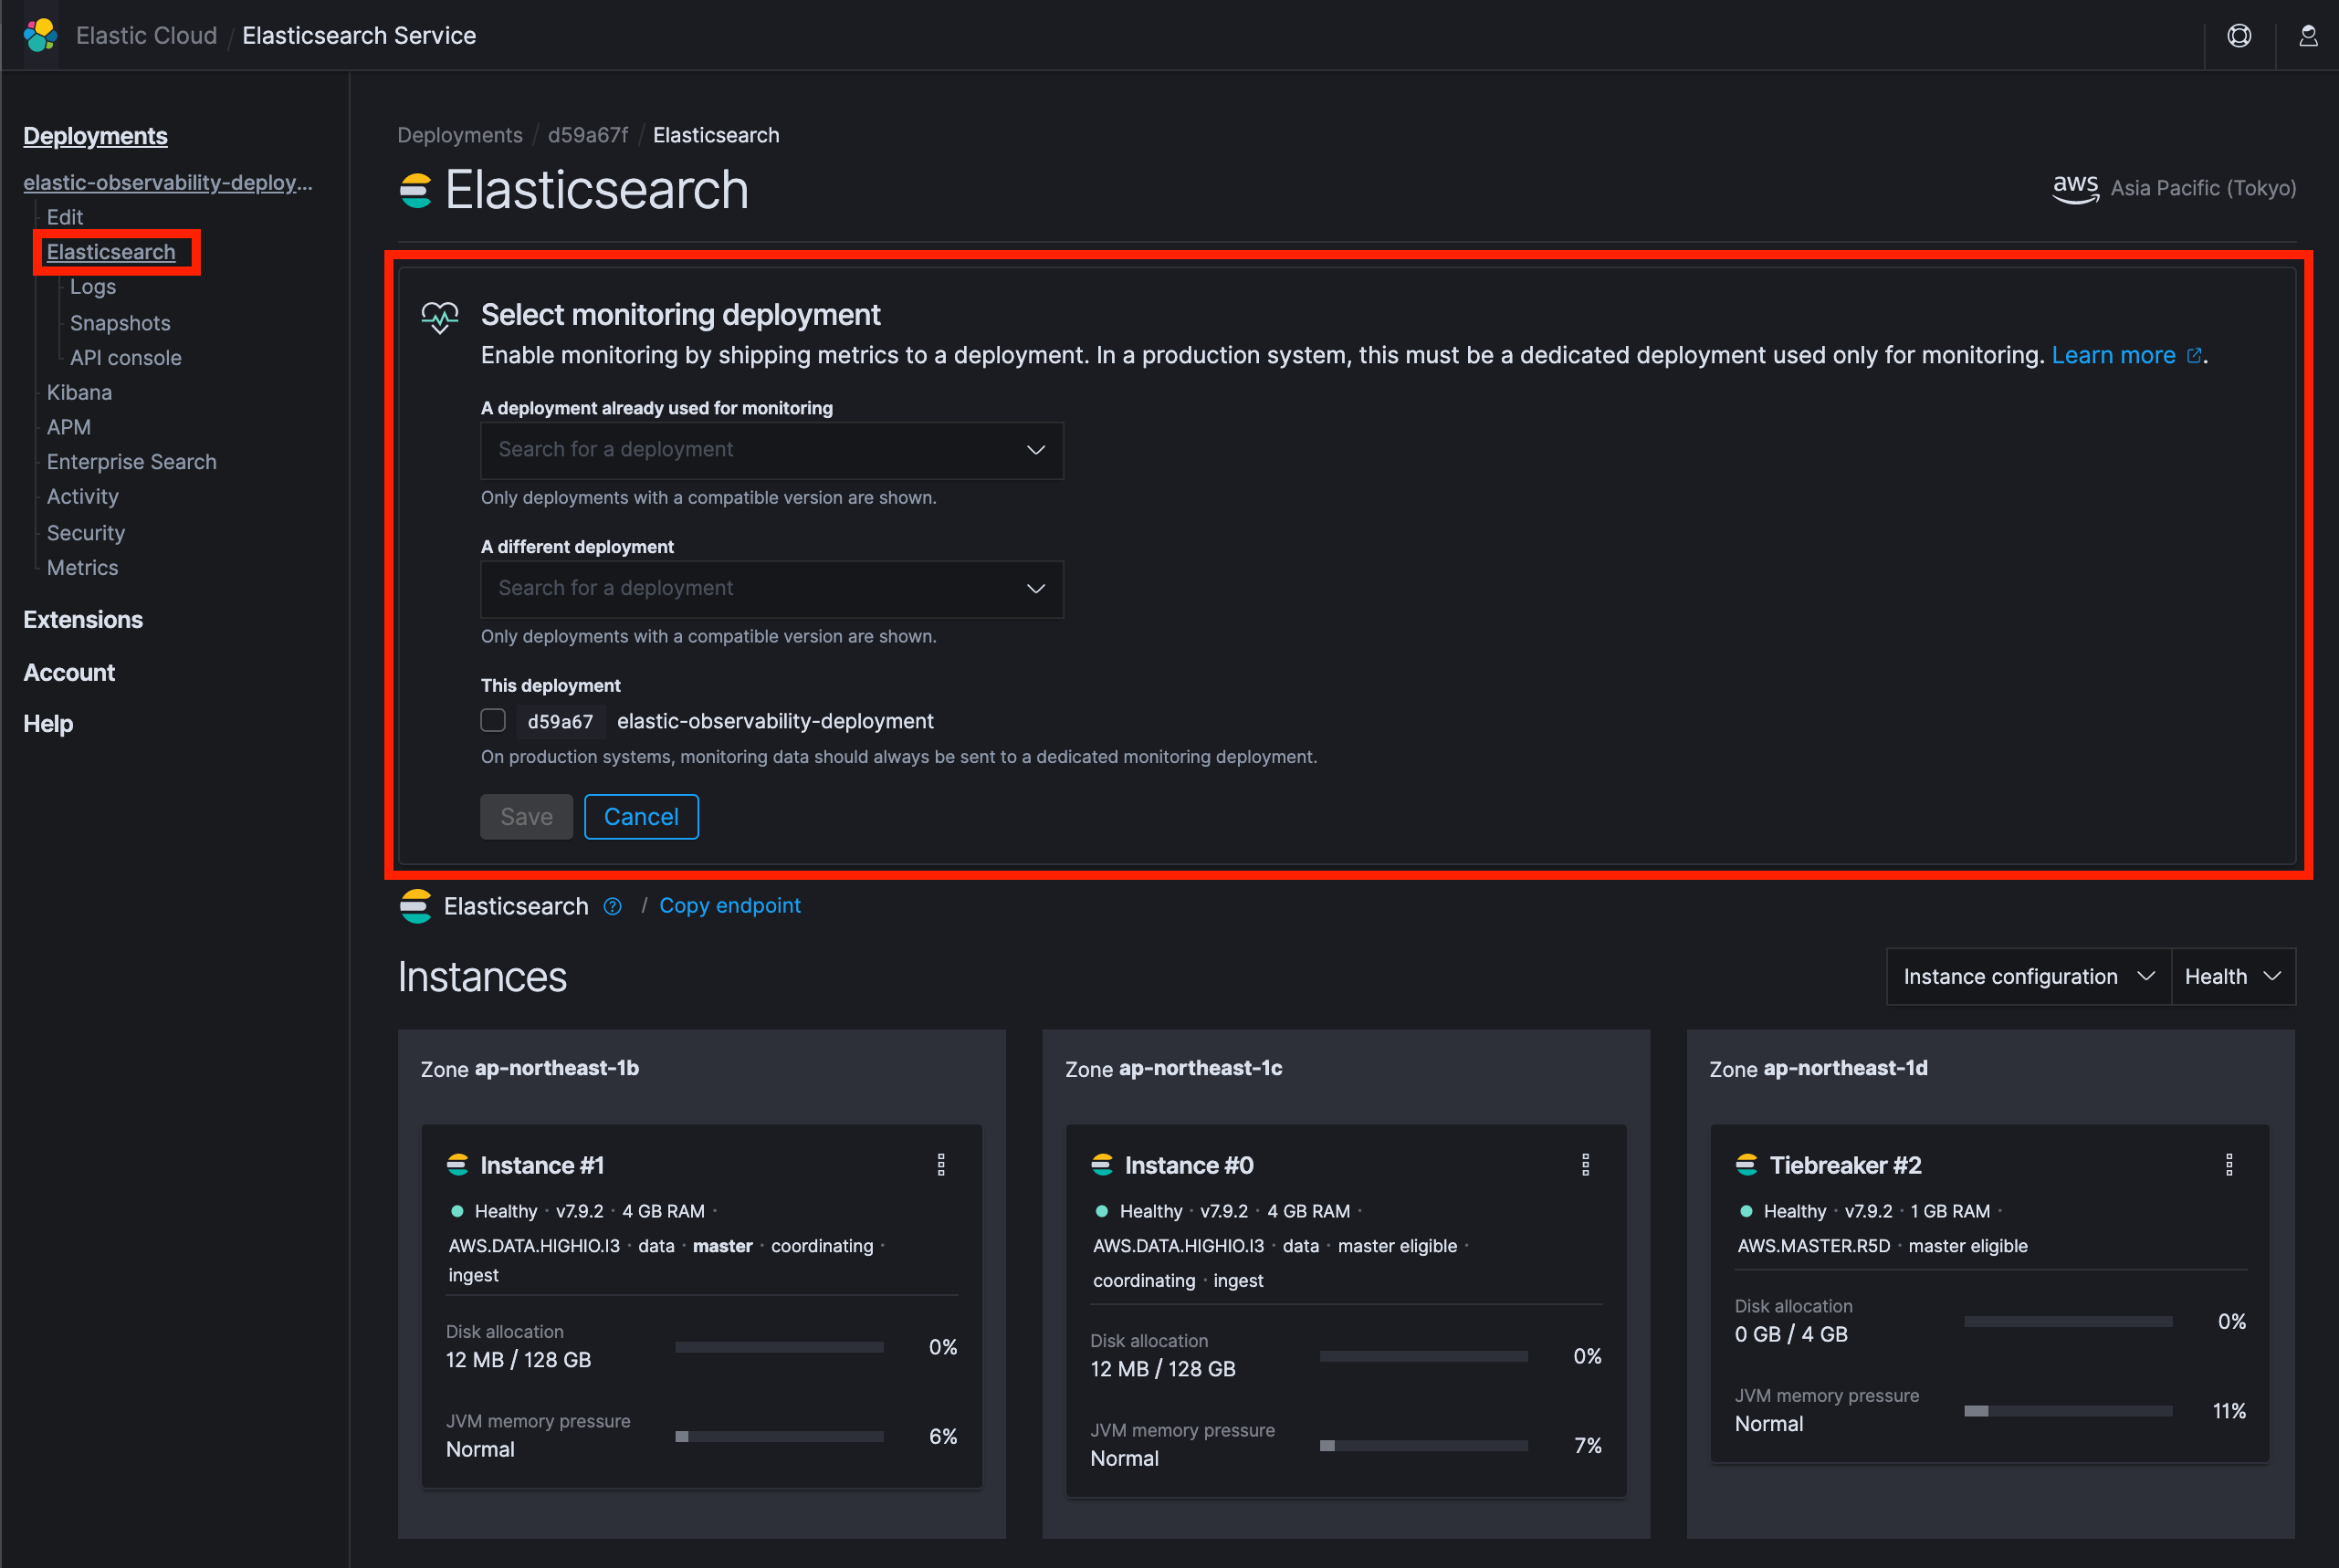 Elastic Cloud / Elasticsearch Service
Deployments
elastic-observability-deploy...
Edit
Elasticsearch
Logs
Snapshots
API console
Kibana
APM
Enterprise Search
Activity
Security
Metrics
Extensions
Account
Help
Deployments / d59a67f / Elasticsearch
Elasticsearch
aws Asia Pacific (Tokyo)
Select monitoring deployment
Enable monitoring by shipping metrics to a deployment. In a production system, this must be a dedicated deployment used only for monitoring. Learn more .
A deployment already used for monitoring
Search for a deployment
Only deployments with a compatible version are shown.
A different deployment
Search for a deployment
Only deployments with a compatible version are shown.
This deployment
d59a67 elastic-observability-deployment
On production systems, monitoring data should always be sent to a dedicated monitoring deployment.
Save Cancel
Elasticsearch ? / Copy endpoint
Instances
Instance configuration Health
Zone ap-northeast-1b
Instance #1
Healthy · v7.9.2 · 4 GB RAM ·
AWS.DATA.HIGHIO.I3 · data · master · coordinating ·
ingest
Disk allocation
12 MB / 128 GB
0%
JVM memory pressure
Normal
6%
Zone ap-northeast-1c
Instance #0
Healthy · v7.9.2 · 4 GB RAM ·
AWS.DATA.HIGHIO.I3 · data · master eligible ·
coordinating · ingest
Disk allocation
12 MB / 128 GB
0%
JVM memory pressure
Normal
7%
Zone ap-northeast-1d
Tiebreaker #2
Healthy · v7.9.2 · 1 GB RAM ·
AWS.MASTER.R5D · master eligible
Disk allocation
0 GB / 4 GB
0%
JVM memory pressure
Normal
11%